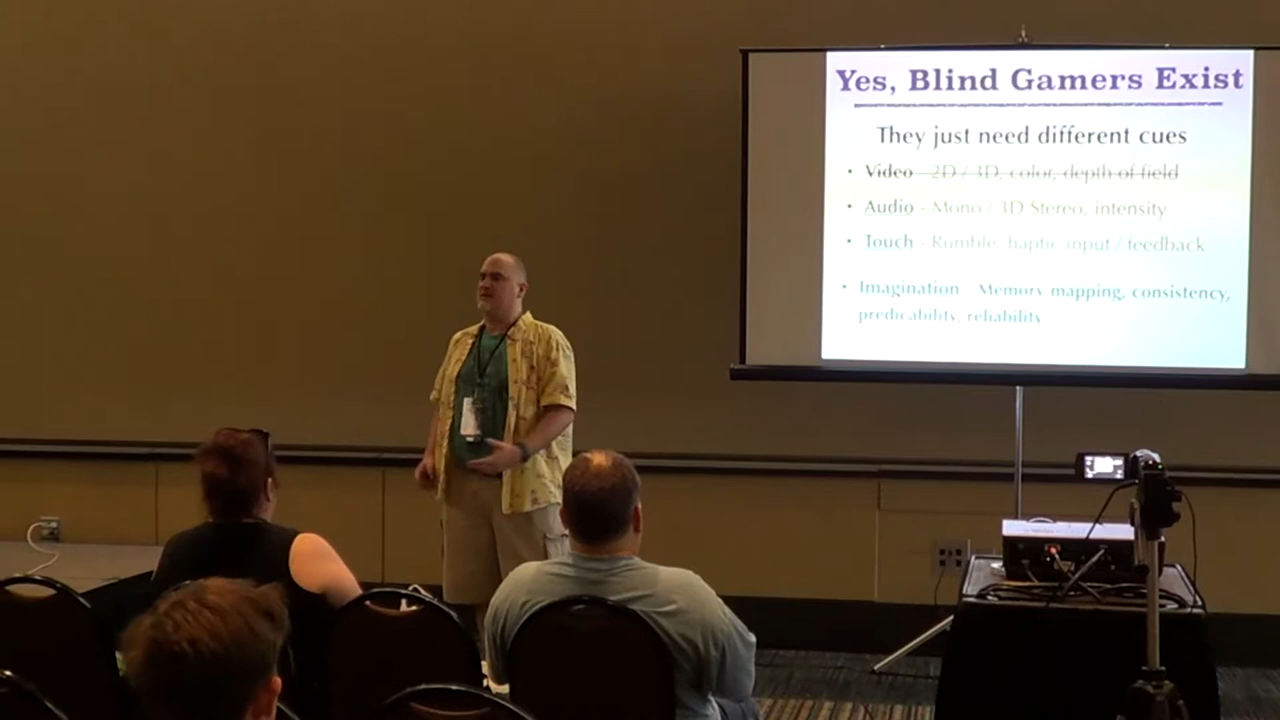 Yes, Blind Gamers Exist
They just need different cues
• Video - 2D / 3D, color, depth of field
• Audio - Mono / 3D Stereo, intensity
• Touch - Rumble, haptic input / feedback
• Imagination - Memory mapping, consistency,
predicability, reliability